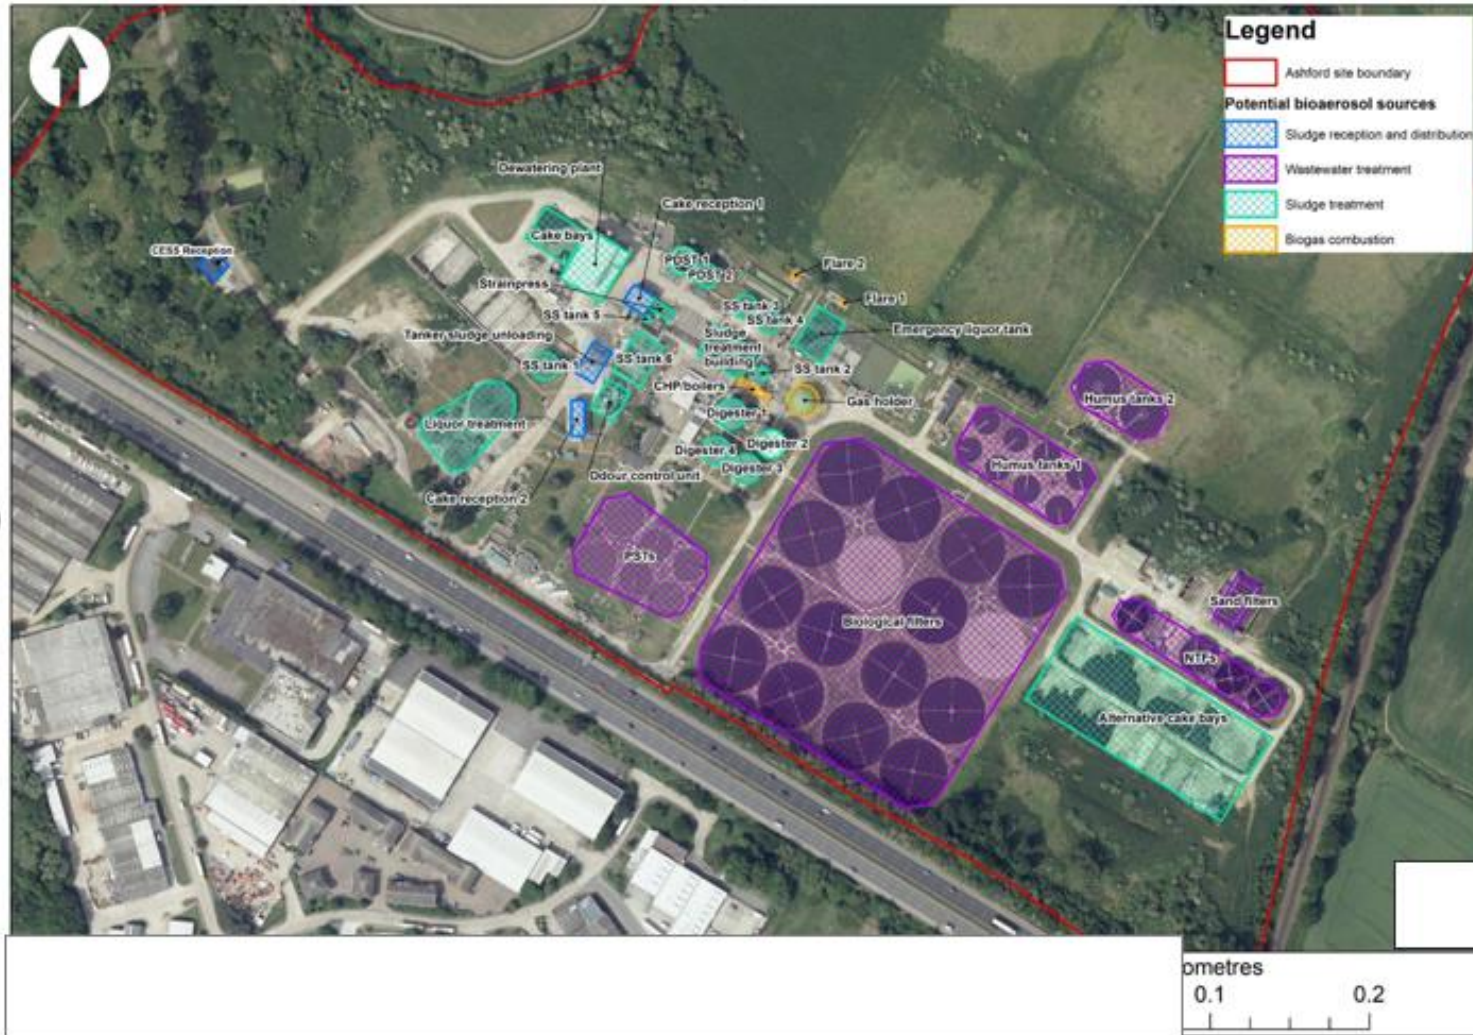 Legend
Ashford site boundary
Potential bioaerosol sources
Sludge reception and distribution
Wastewater treatment
Sludge treatment
Biogas combustion
Dewatering plant
Cake reception 1
Cake bays
CESS Reception
PDST 1
PDST 2
Flare 2
Strainpress
Flare 1
SS tank 3
SS tank 5
SS tank 4
Emergency liquor tank
Tanker sludge unloading
Sludge
treatment
building
SS tank 6
SS tank 1
SS tank 2
CHP/boilers
Gas holder
Humus tanks 2
Digester 1
Liquor treatment
Digester 2
Digester 4
Humus tanks 1
Digester 3
Odour control unit
Cake reception 2
PSTs
Sand filters
Biological filters
NTFs
Alternative cake bays
ometres
0.1 0.2